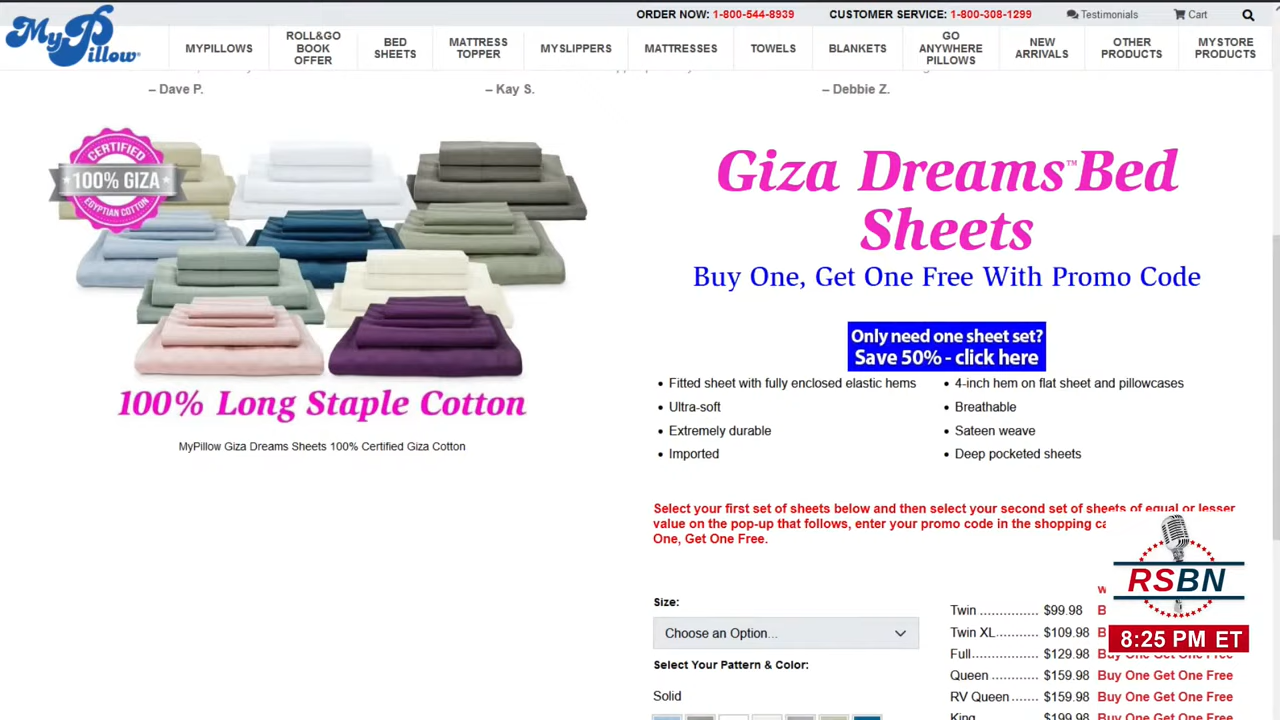 ORDER NOW: 1-800-544-8939 CUSTOMER SERVICE: 1-800-308-1299 Testimonials Cart
MyPillow
MYPILLOWS
ROLL&GO
BOOK
OFFER
BED
SHEETS
MATTRESS
TOPPER
MYSLIPPERS
MATTRESSES
TOWELS
BLANKETS
GO
ANYWHERE
PILLOWS
NEW
ARRIVALS
OTHER
PRODUCTS
MYSTORE
PRODUCTS
– Dave P.
– Kay S.
– Debbie Z.
CERTIFIED
100% GIZA
EGYPTIAN COTTON
100% Long Staple Cotton
MyPillow Giza Dreams Sheets 100% Certified Giza Cotton
Giza Dreams™ Bed
Sheets
Buy One, Get One Free With Promo Code
Only need one sheet set?
Save 50% - click here
• Fitted sheet with fully enclosed elastic hems
• Ultra-soft
• Extremely durable
• Imported
• 4-inch hem on flat sheet and pillowcases
• Breathable
• Sateen weave
• Deep pocketed sheets
Select your first set of sheets below and then select your second set of sheets of equal or lesser
value on the pop-up that follows, enter your promo code in the shopping
One, Get One Free.
Size:
Choose an Option...
Select Your Pattern & Color:
Solid
Twin .............. $99.98
Twin XL........... $109.98
Full................. $129.98
Queen ............ $159.98 Buy One Get One Free
RV Queen ....... $159.98 Buy One Get One Free
King ............... $199.98 Buy One Get One Free
RSBN
8:25 PM ET